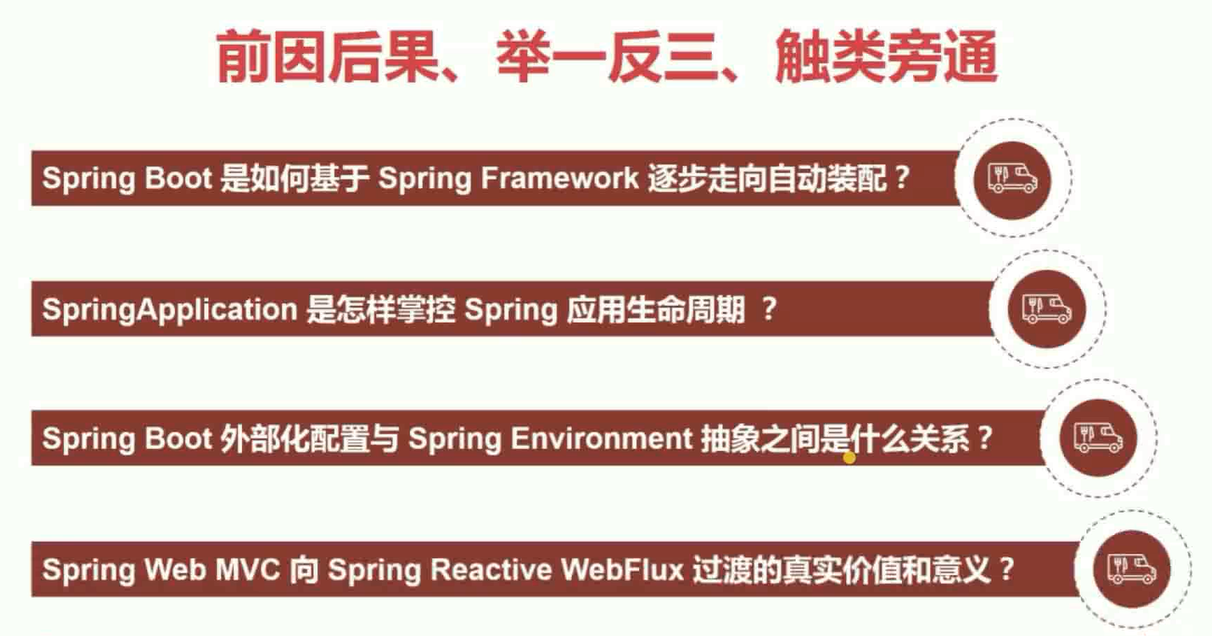 前因后果、举一反三、触类旁通
Spring Boot 是如何基于 Spring Framework 逐步走向自动装配？
SpringApplication 是怎样掌控 Spring 应用生命周期 ？
Spring Boot 外部化配置与 Spring Environment 抽象之间是什么关系？
Spring Web MVC 向 Spring Reactive WebFlux 过渡的真实价值和意义？